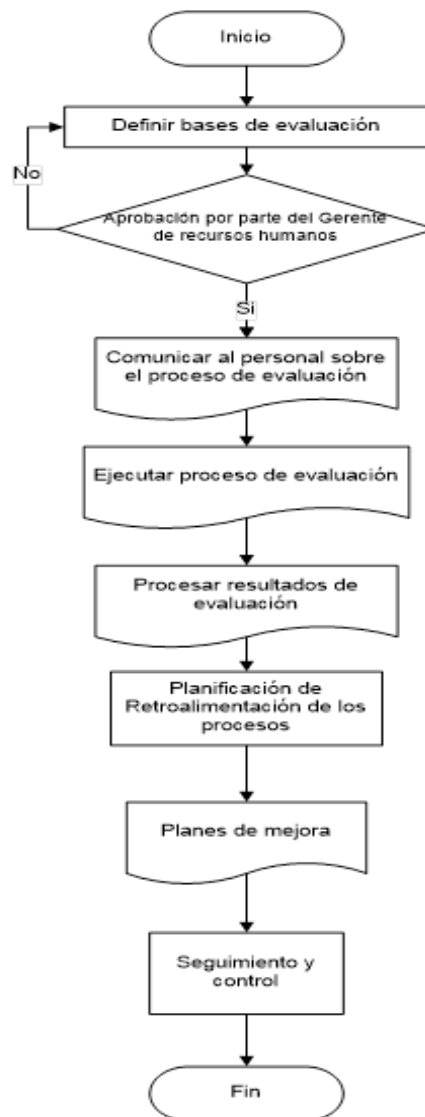 Inicio
Definir bases de evaluación
No
Aprobación por parte del Gerente
de recursos humanos
Si
Comunicar al personal sobre
el proceso de evaluación
Ejecutar proceso de evaluación
Procesar resultados de
evaluación
Planificación de
Retroalimentación de los
procesos
Planes de mejora
Seguimiento y
control
Fin